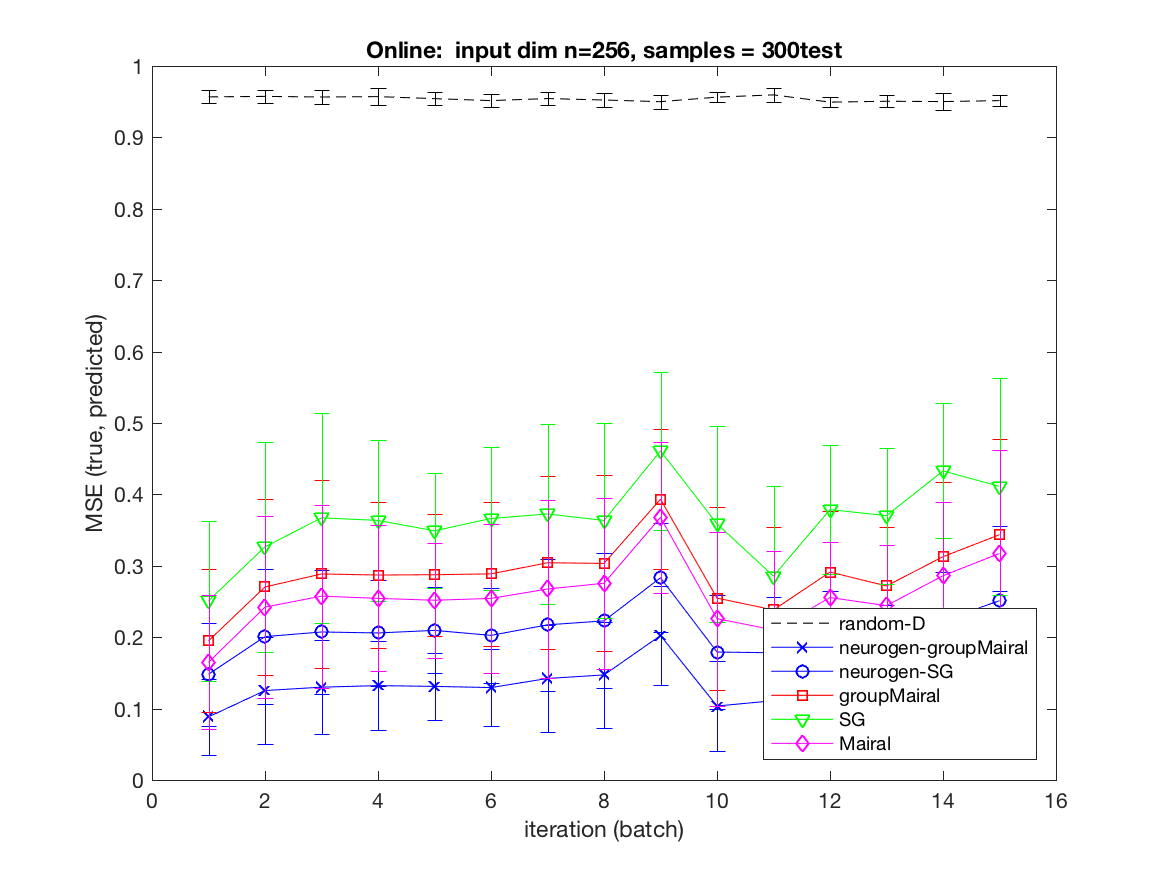 Online:  input dim n=256, samples = 300test
1
0.9
0.8
0.7
0.6
0.5
0.4
0.3
0.2
0.1
0
MSE (true, predicted)
random-D
neurogen-groupMairal
neurogen-SG
groupMairal
SG
Mairal
0 2 4 6 8 10 12 14 16
iteration (batch)